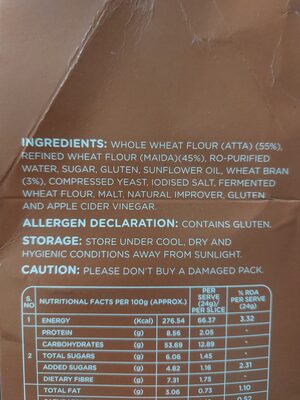 INGREDIENTS: WHOLE WHEAT FLOUR (ATTA) (55%),
REFINED WHEAT FLOUR (MAIDA)(45%), RO-PURIFIED
WATER, SUGAR, GLUTEN, SUNFLOWER OIL, WHEAT BRAN
(3%), COMPRESSED YEAST, IODISED SALT, FERMENTED
WHEAT FLOUR, MALT, NATURAL IMPROVER, GLUTEN
AND APPLE CIDER VINEGAR.
ALLERGEN DECLARATION: CONTAINS GLUTEN.
STORAGE: STORE UNDER COOL, DRY AND
HYGIENIC CONDITIONS AWAY FROM SUNLIGHT.
CAUTION: PLEASE DON'T BUY A DAMAGED PACK.
S. NO NUTRITIONAL FACTS PER 100g (APPROX.) PER SERVE (24g)/ PER SLICE % RDA PER SERVE (24g)
1 ENERGY (Kcal) 276.54 66.37 3.32
PROTEIN (g) 8.56 2.05 -
CARBOHYDRATES (g) 53.69 12.89 -
2 TOTAL SUGARS (g) 6.06 1.45 -
ADDED SUGARS (g) 4.82 1.16 2.31
DIETARY FIBRE (g) 7.31 1.75 -
TOTAL FAT (g) 3.06 0.73 1.10
0.52